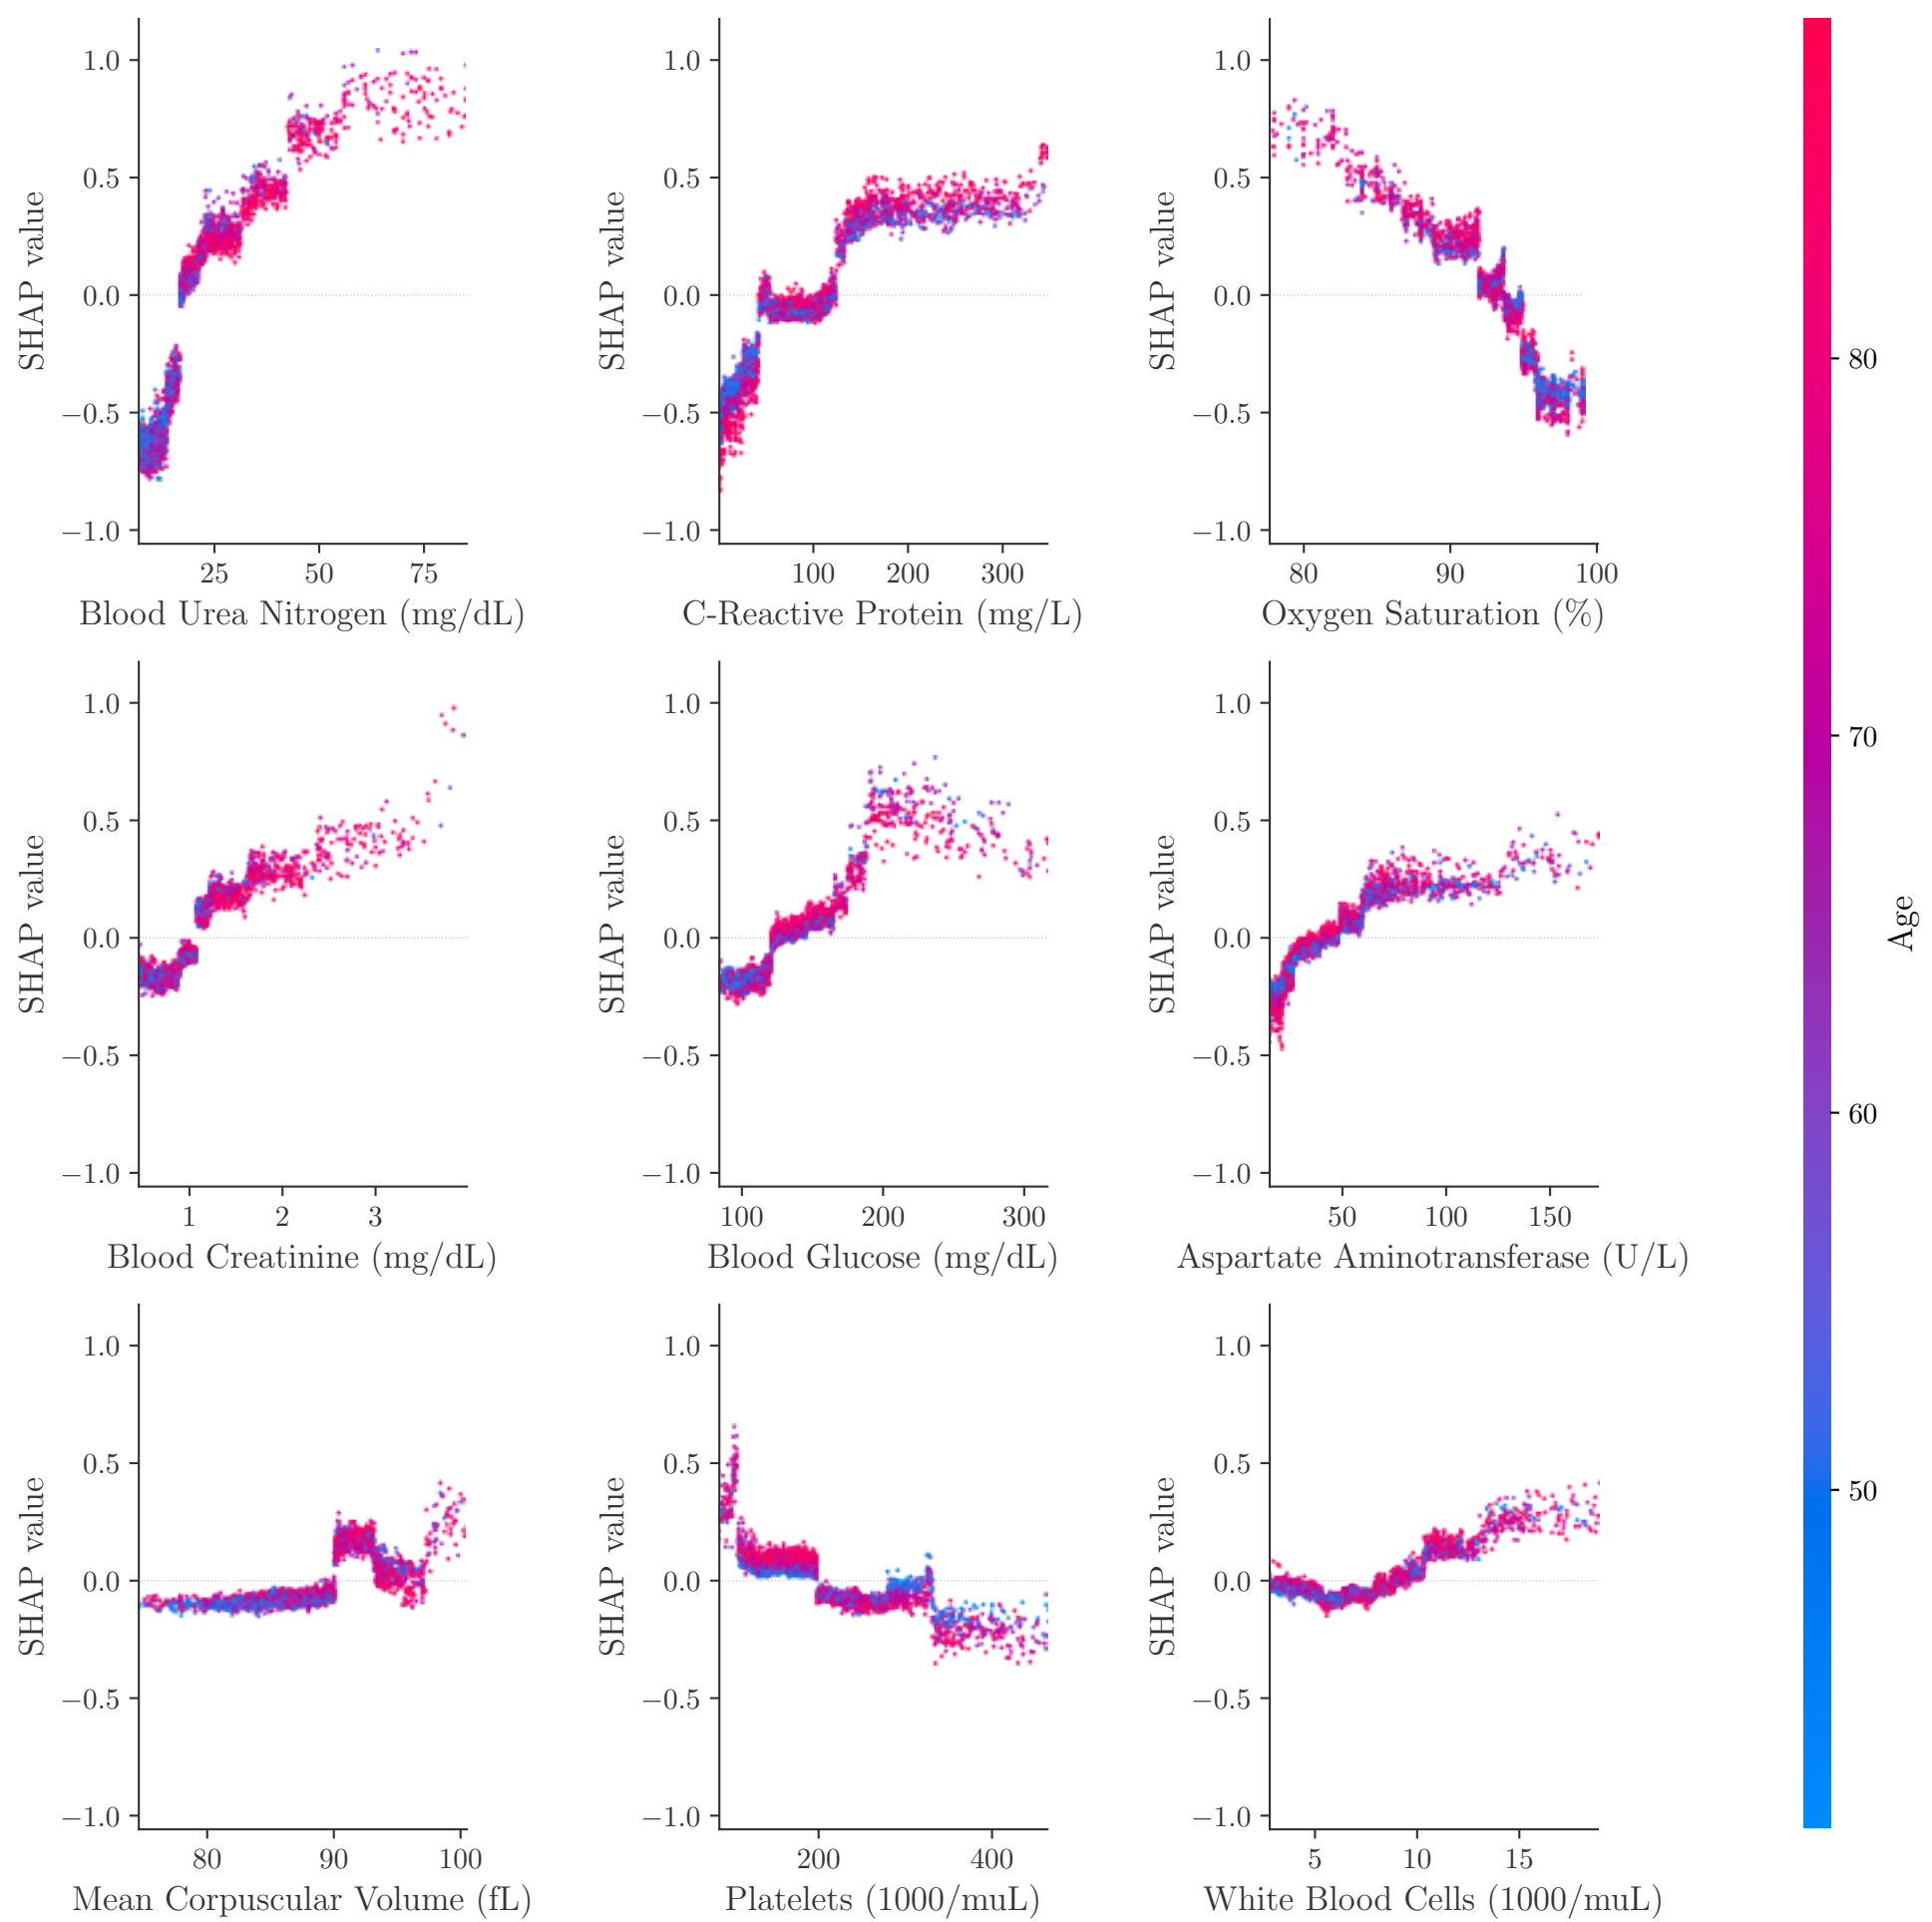 1.0
0.5
0.0
−0.5
−1.0
SHAP value
25 50 75
Blood Urea Nitrogen (mg/dL)
1.0
0.5
0.0
−0.5
−1.0
SHAP value
100 200 300
C-Reactive Protein (mg/L)
1.0
0.5
0.0
−0.5
−1.0
SHAP value
80 90 100
Oxygen Saturation (%)
1.0
0.5
0.0
−0.5
−1.0
SHAP value
1 2 3
Blood Creatinine (mg/dL)
1.0
0.5
0.0
−0.5
−1.0
SHAP value
100 200 300
Blood Glucose (mg/dL)
1.0
0.5
0.0
−0.5
−1.0
SHAP value
50 100 150
Aspartate Aminotransferase (U/L)
1.0
0.5
0.0
−0.5
−1.0
SHAP value
80 90 100
Mean Corpuscular Volume (fL)
1.0
0.5
0.0
−0.5
−1.0
SHAP value
200 400
Platelets (1000/muL)
1.0
0.5
0.0
−0.5
−1.0
SHAP value
5 10 15
White Blood Cells (1000/muL)
80
70
60
50
Age